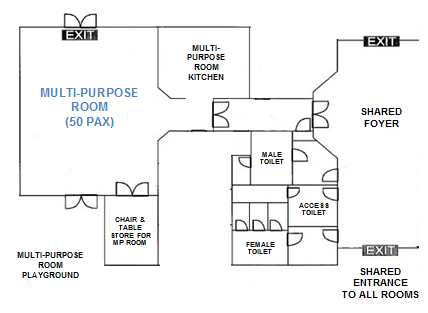 EXIT
MULTI-PURPOSE
ROOM
(50 PAX)
MULTI-
PURPOSE
ROOM
KITCHEN
EXIT
SHARED
FOYER
MALE
TOILET
ACCE88
TOILET
CHAIR &
TABLE
STORE FOR
MP ROOM
FEMALE
TOILET
EXIT
MULTI-PURPOSE
ROOM
PLAYGROUND
SHARED
ENTRANCE
TO ALL ROOMS